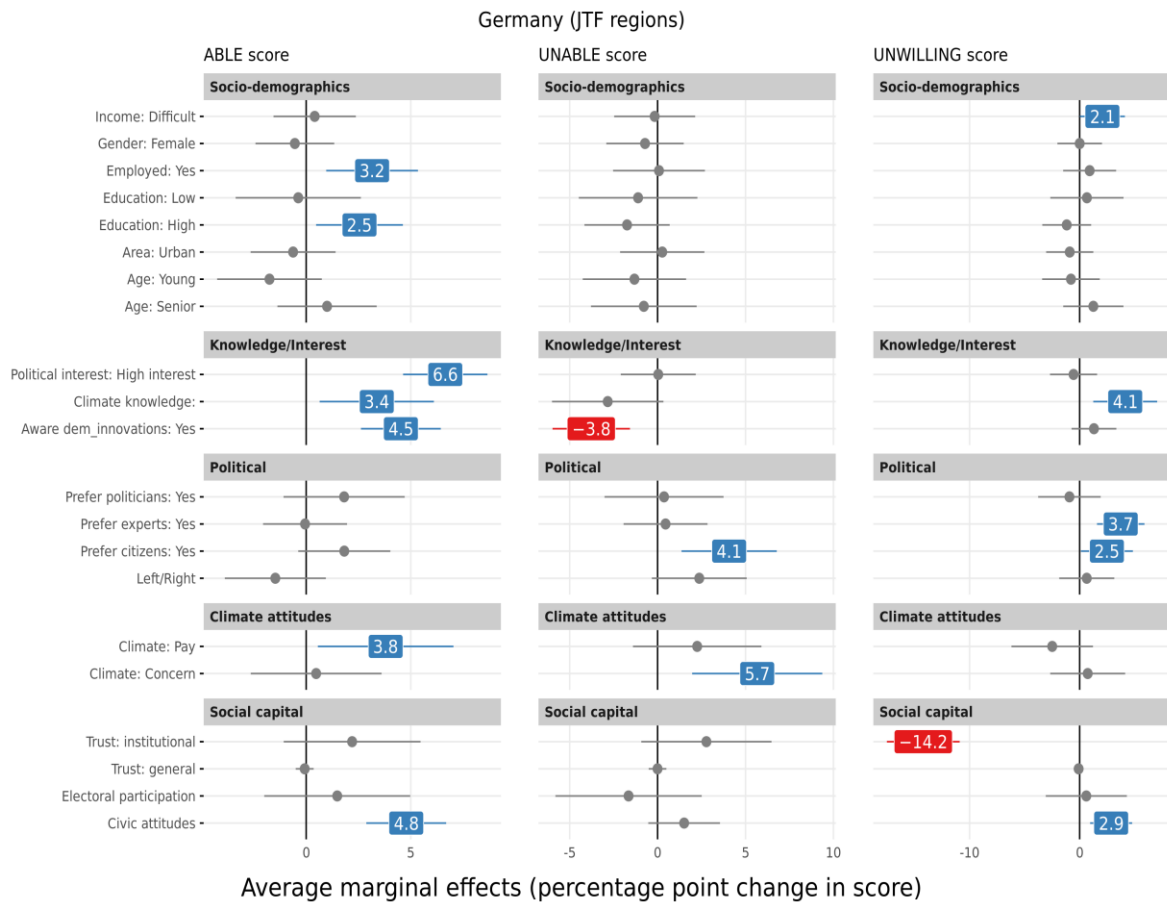 Germany (JTF regions)
ABLE score UNABLE score UNWILLING score
Socio-demographics Socio-demographics Socio-demographics
Income: Difficult 2.1
Gender: Female
Employed: Yes 3.2
Education: Low
Education: High 2.5
Area: Urban
Age: Young
Age: Senior
Knowledge/Interest Knowledge/Interest Knowledge/Interest
Political interest: High interest 6.6
Climate knowledge: 3.4 4.1
Aware dem_innovations: Yes 4.5 −3.8
Political Political Political
Prefer politicians: Yes
Prefer experts: Yes 3.7
Prefer citizens: Yes 4.1 2.5
Left/Right
Climate attitudes Climate attitudes Climate attitudes
Climate: Pay 3.8
Climate: Concern 5.7
Social capital Social capital Social capital
Trust: institutional −14.2
Trust: general
Electoral participation
Civic attitudes 4.8 2.9
0 5 -5 0 5 10 -10 0
Average marginal effects (percentage point change in score)